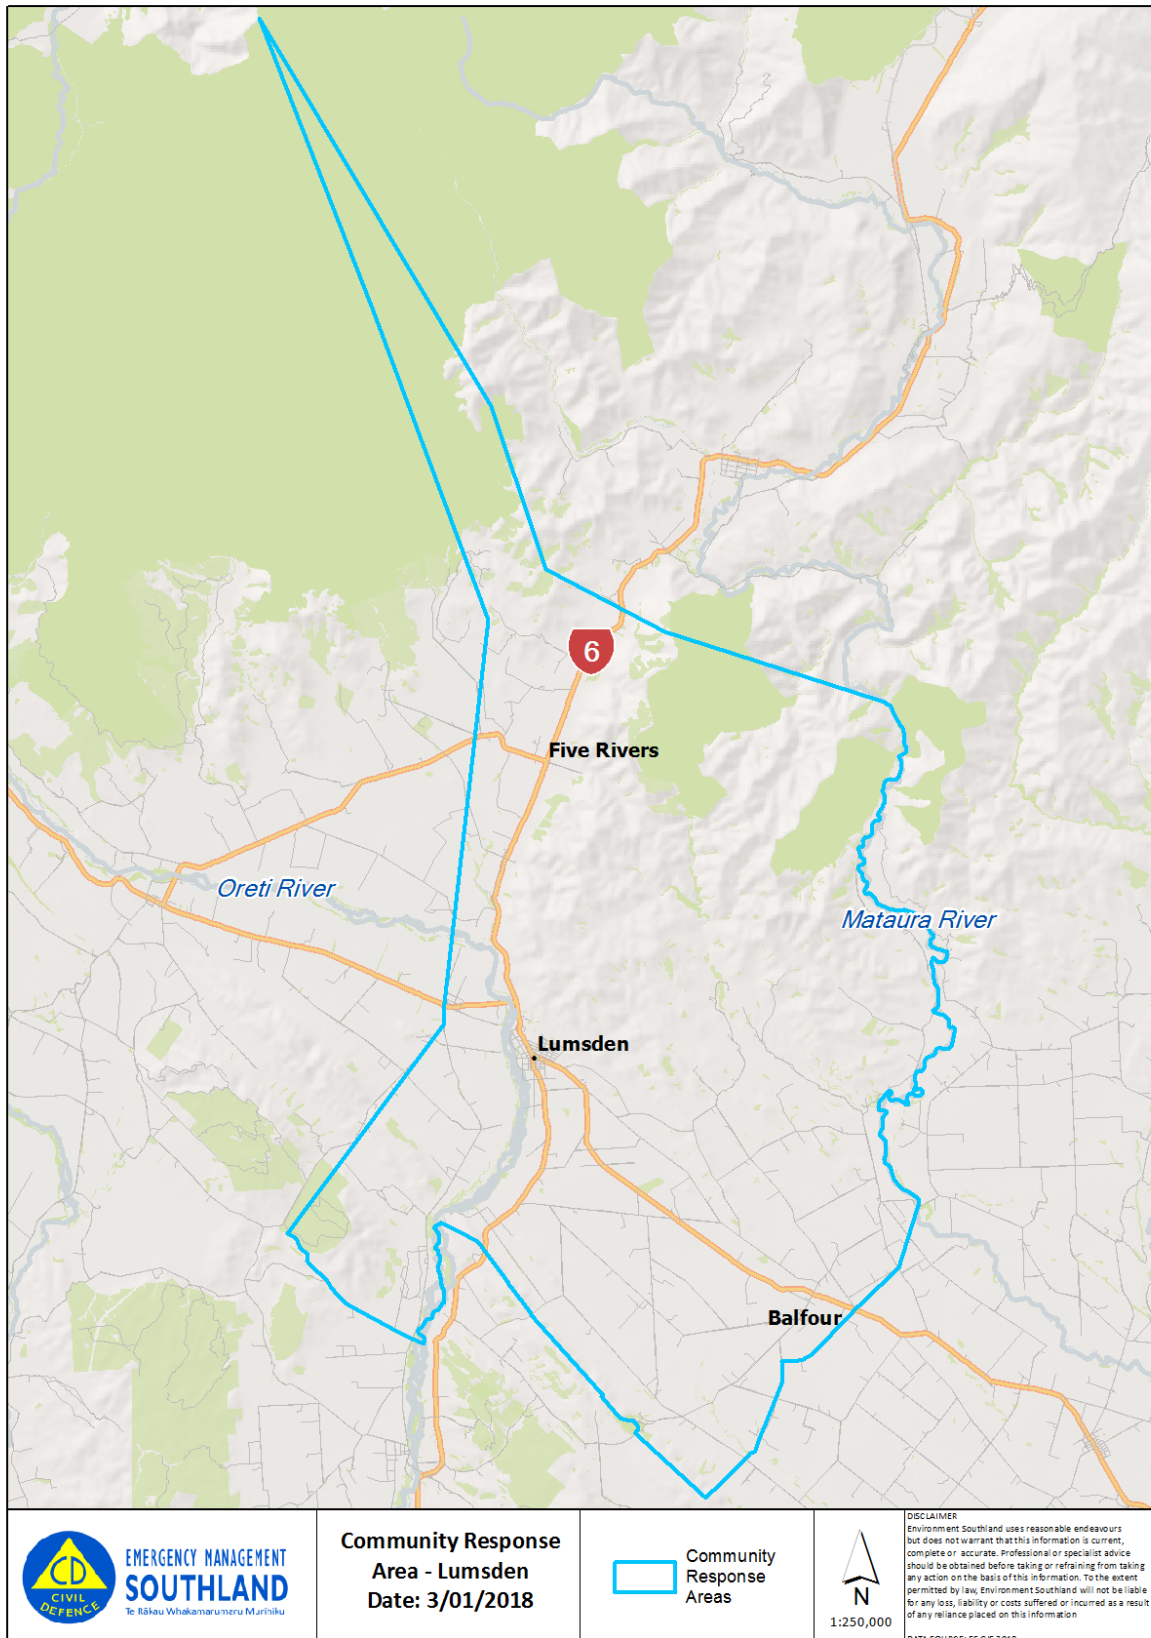 6
Five Rivers
Oreti River
Mataura River
Lumsden
Balfour
CD
CIVIL
DEFENCE
EMERGENCY MANAGEMENT
SOUTHLAND
Te Rākau Whakamarumaru Murihiku
Community Response
Area - Lumsden
Date: 3/01/2018
Community
Response
Areas
N
1:250,000
DISCLAIMER
Environment Southland uses reasonable endeavours
but does not warrant that this information is current,
complete or accurate. Professional or specialist advice
should be obtained before taking or refraining from taking
any action on the basis of this information. To the extent
permitted by law, Environment Southland will not be liable
for any loss, liability or costs suffered or incurred as a result
of any reliance placed on this information